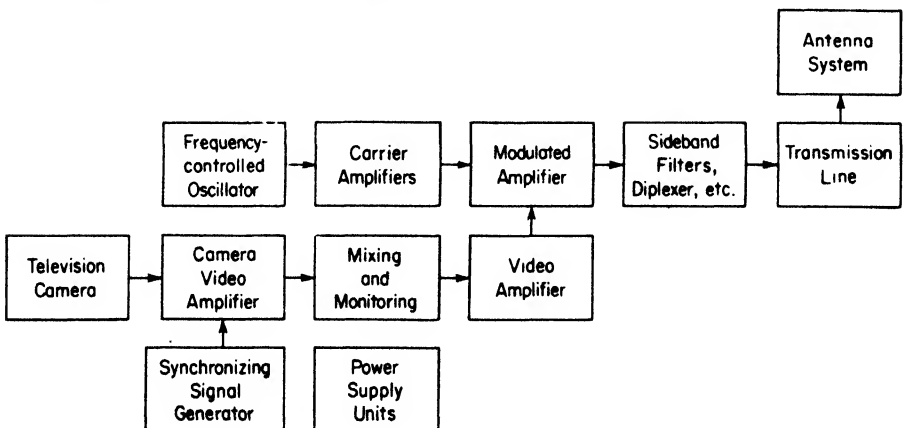 Antenna
System
Frequency-
controlled
Oscillator
Carrier
Amplifiers
Modulated
Amplifier
Sideband
Filters,
Diplexer, etc.
Transmission
Line
Television
Camera
Camera
Video
Amplifier
Mixing
and
Monitoring
Video
Amplifier
Synchronizing
Signal
Generator
Power
Supply
Units